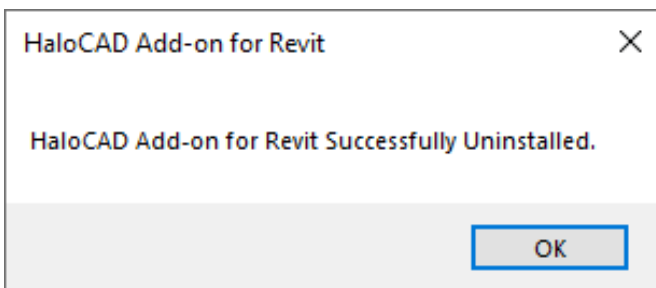 HaloCAD Add-on for Revit
HaloCAD Add-on for Revit Successfully Uninstalled.
OK